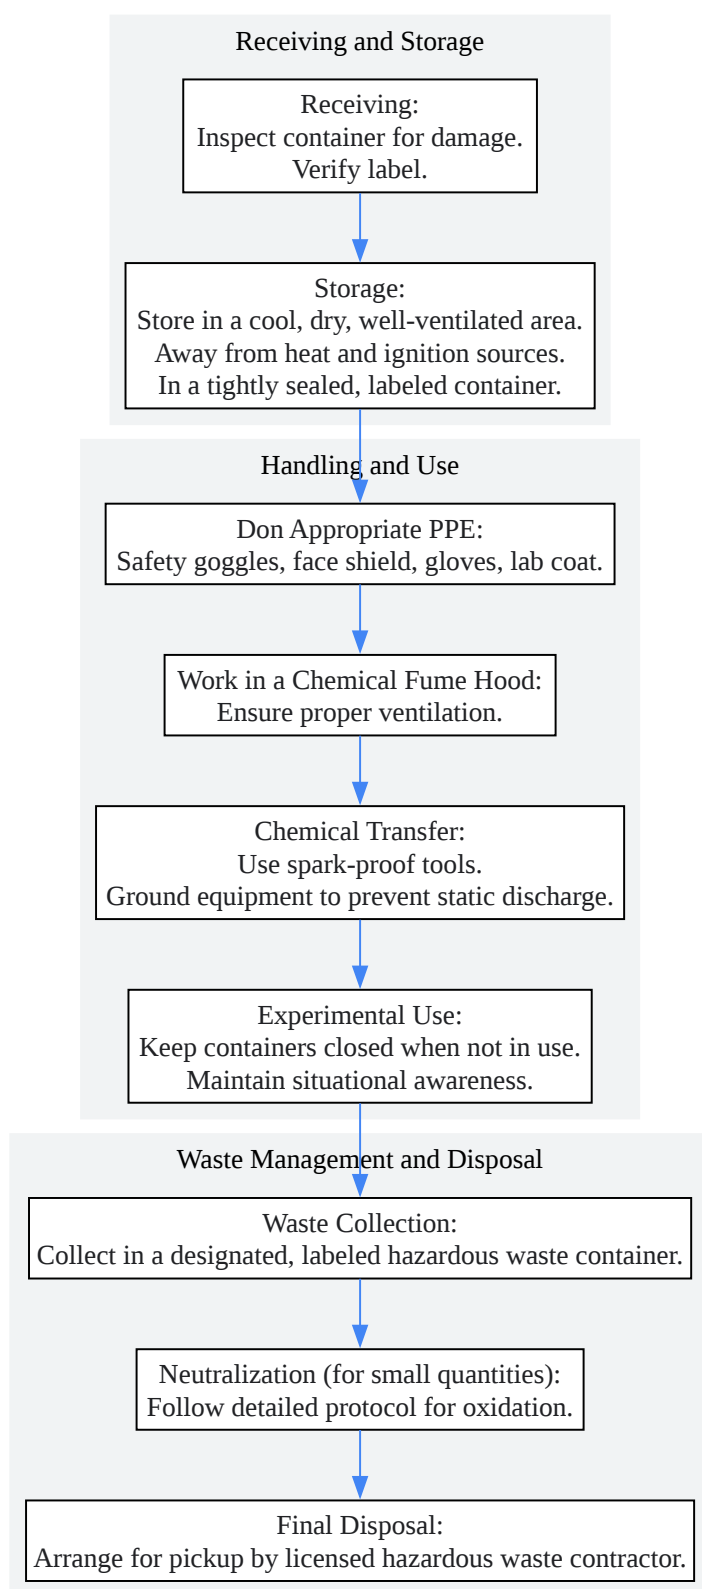 Receiving and Storage
Receiving:
Inspect container for damage.
Verify label.
Storage:
Store in a cool, dry, well-ventilated area.
Away from heat and ignition sources.
In a tightly sealed, labeled container.
Handling and Use
Don Appropriate PPE:
Safety goggles, face shield, gloves, lab coat.
Work in a Chemical Fume Hood:
Ensure proper ventilation.
Chemical Transfer:
Use spark-proof tools.
Ground equipment to prevent static discharge.
Experimental Use:
Keep containers closed when not in use.
Maintain situational awareness.
Waste Management and Disposal
Waste Collection:
Collect in a designated, labeled hazardous waste container.
Neutralization (for small quantities):
Follow detailed protocol for oxidation.
Final Disposal:
Arrange for pickup by licensed hazardous waste contractor.